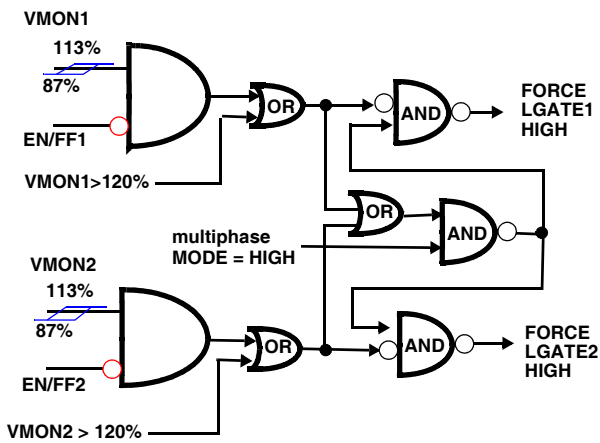 VMON1
113%
87%
EN/FF1
VMON1>120%
OR
AND
FORCE
LGATE1
HIGH
OR
AND
multiphase
MODE = HIGH
VMON2
113%
87%
EN/FF2
VMON2 > 120%
OR
AND
FORCE
LGATE2
HIGH